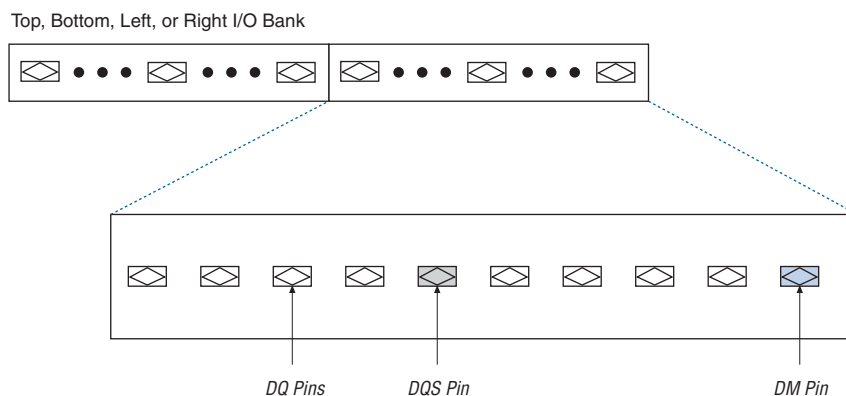 Top, Bottom, Left, or Right I/O Bank
DQ Pins DQS Pin DM Pin